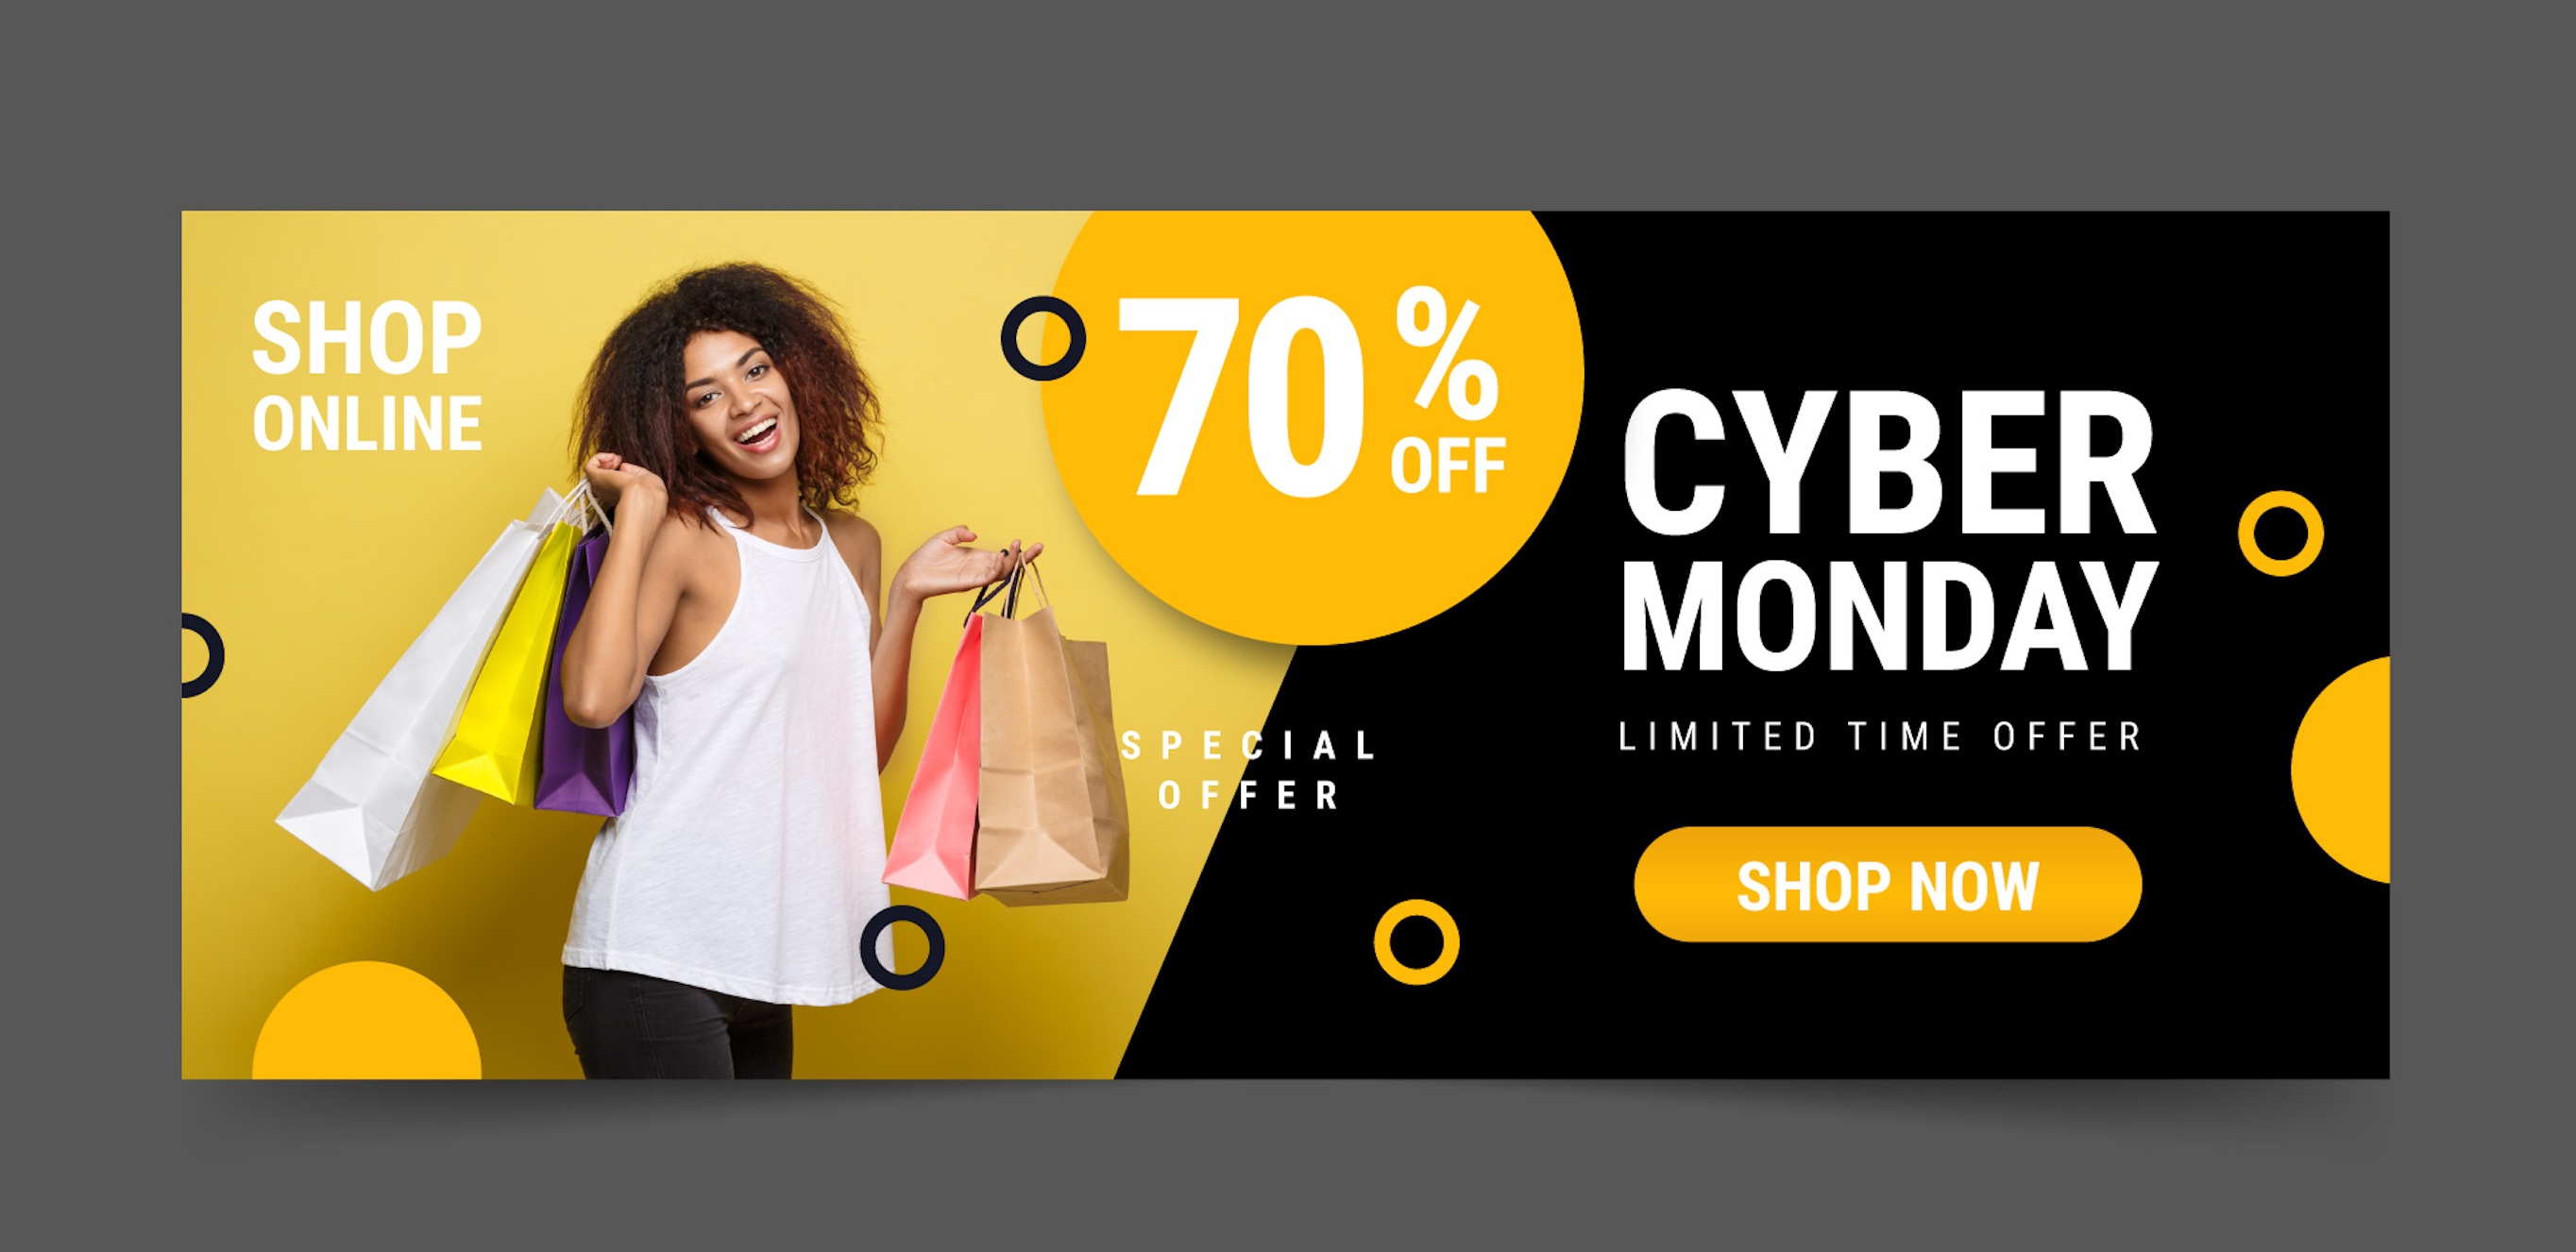 SHOP
ONLINE
70%
OFF
SPECIAL
OFFER
CYBER
MONDAY
LIMITED TIME OFFER
SHOP NOW